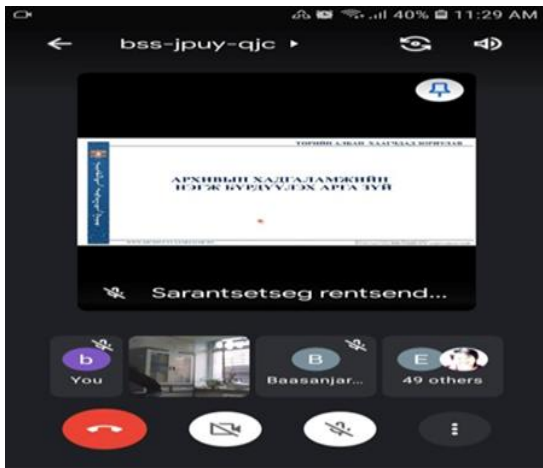 40% 11:29 AM
bss-jpuy-qjc
ТӨРИЙН АЛБАН ХААГЧДАД ЗОРИУЛАВ
АРХИВЫН ХАДГАЛАМЖИЙН
НЭГЖ БҮРДҮҮЛЭХ АРГА ЗҮЙ
Sarantsetseg rentsend...
b
B
E
You
Baasanjar...
49 others